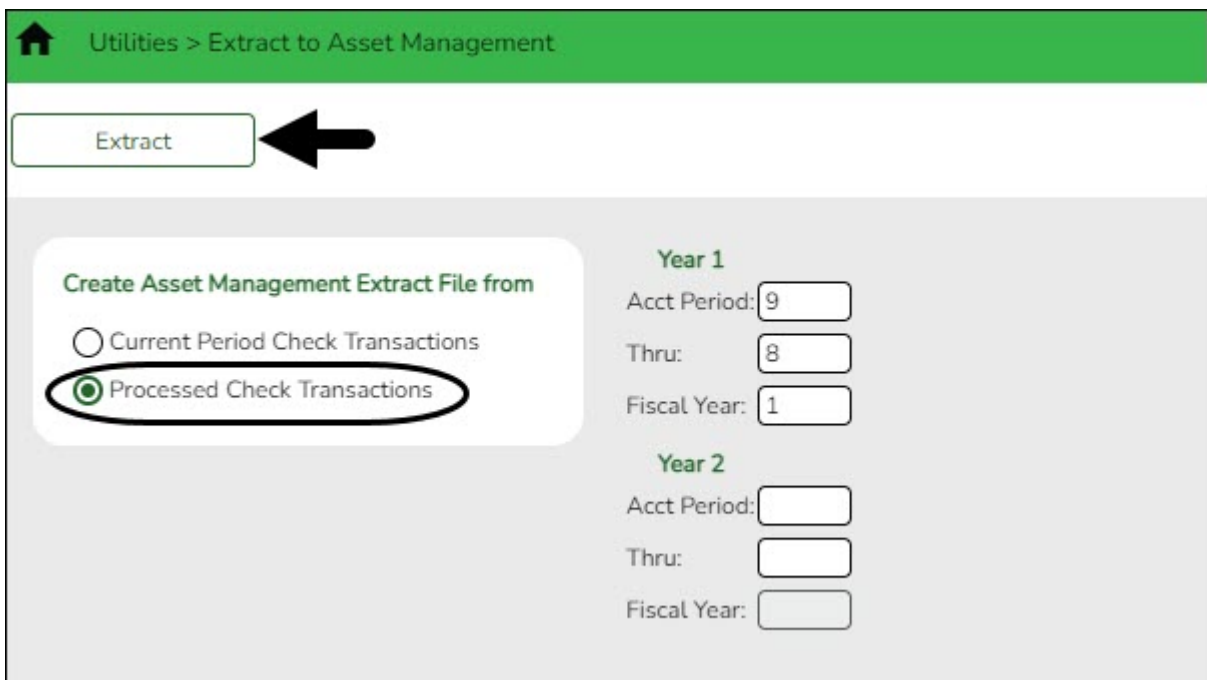 Utilities > Extract to Asset Management
Extract
Create Asset Management Extract File from
Current Period Check Transactions
Processed Check Transactions
Year 1
Acct Period: 9
Thru: 8
Fiscal Year: 1
Year 2
Acct Period:
Thru:
Fiscal Year: